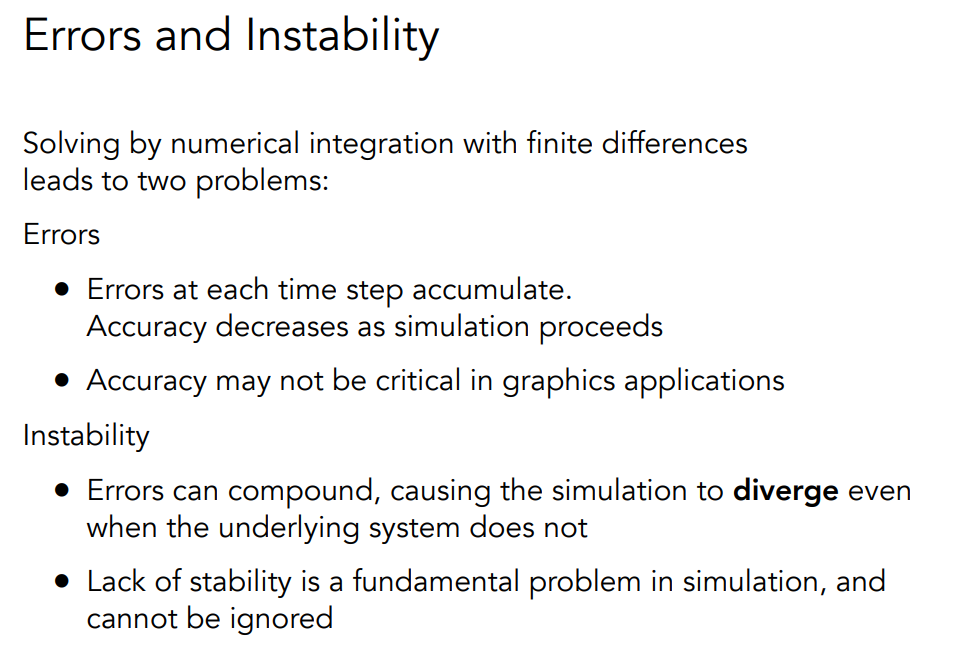 Errors and Instability
Solving by numerical integration with finite differences
leads to two problems:
Errors
● Errors at each time step accumulate.
Accuracy decreases as simulation proceeds
● Accuracy may not be critical in graphics applications
Instability
● Errors can compound, causing the simulation to diverge even
when the underlying system does not
● Lack of stability is a fundamental problem in simulation, and
cannot be ignored